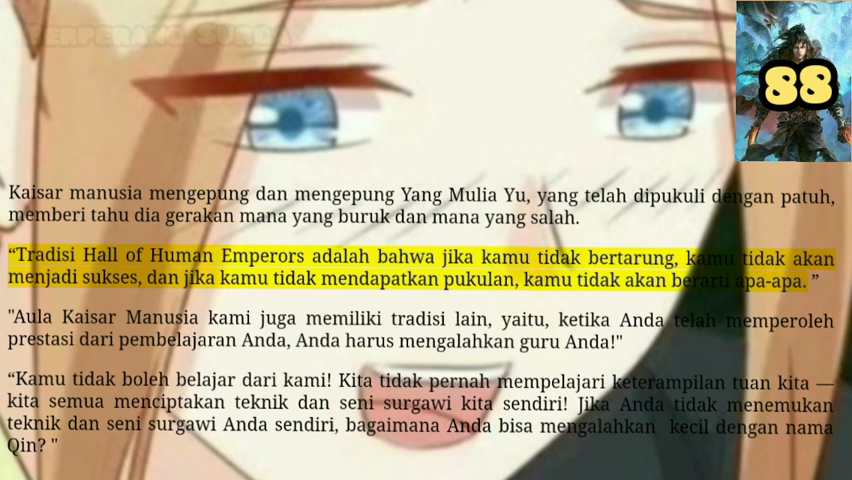 BERPERANG SURGA
88
Kaisar manusia mengepung dan mengepung Yang Mulia Yu, yang telah dipukuli dengan patuh,
memberi tahu dia gerakan mana yang buruk dan mana yang salah.
“Tradisi Hall of Human Emperors adalah bahwa jika kamu tidak bertarung, kamu tidak akan
menjadi sukses, dan jika kamu tidak mendapatkan pukulan, kamu tidak akan berarti apa-apa. ”
"Aula Kaisar Manusia kami juga memiliki tradisi lain, yaitu, ketika Anda telah memperoleh
prestasi dari pembelajaran Anda, Anda harus mengalahkan guru Anda!"
“Kamu tidak boleh belajar dari kami! Kita tidak pernah mempelajari keterampilan tuan kita —
kita semua menciptakan teknik dan seni surgawi kita sendiri! Jika Anda tidak menemukan
teknik dan seni surgawi Anda sendiri, bagaimana Anda bisa mengalahkan kecil dengan nama
Qin? "